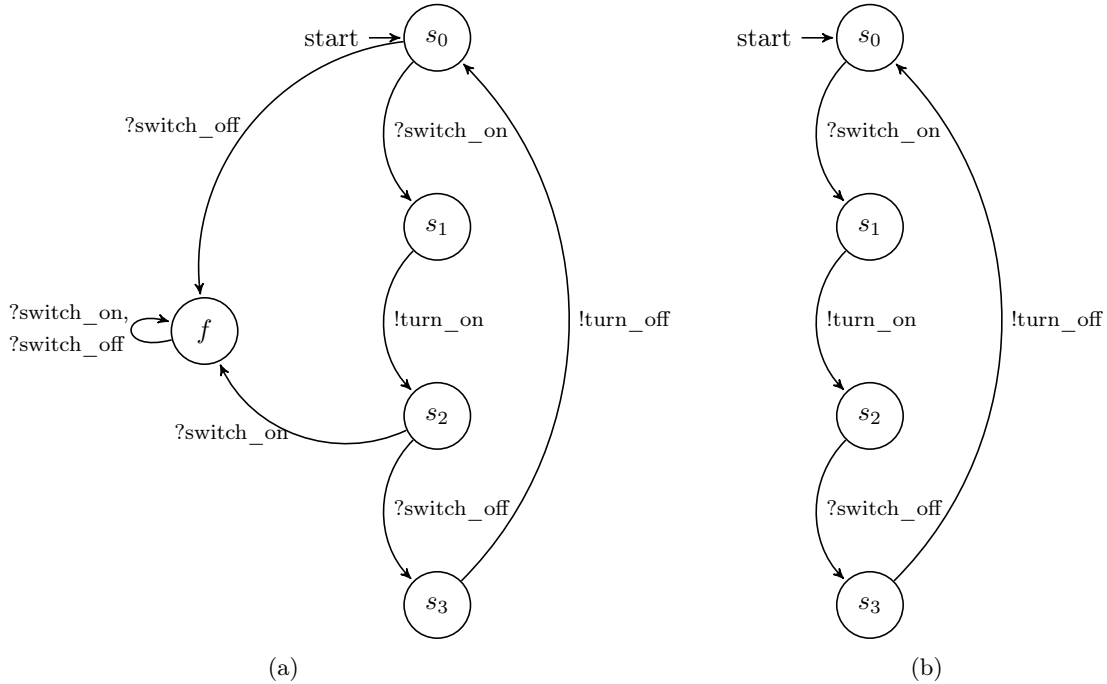 start
s0
?switch_off
?switch_on
s1
?switch_on,
?switch_off
f
!turn_on
!turn_off
s2
?switch_on
?switch_off
s3
(a)
start
s0
?switch_on
s1
!turn_on
!turn_off
s2
?switch_off
s3
(b)